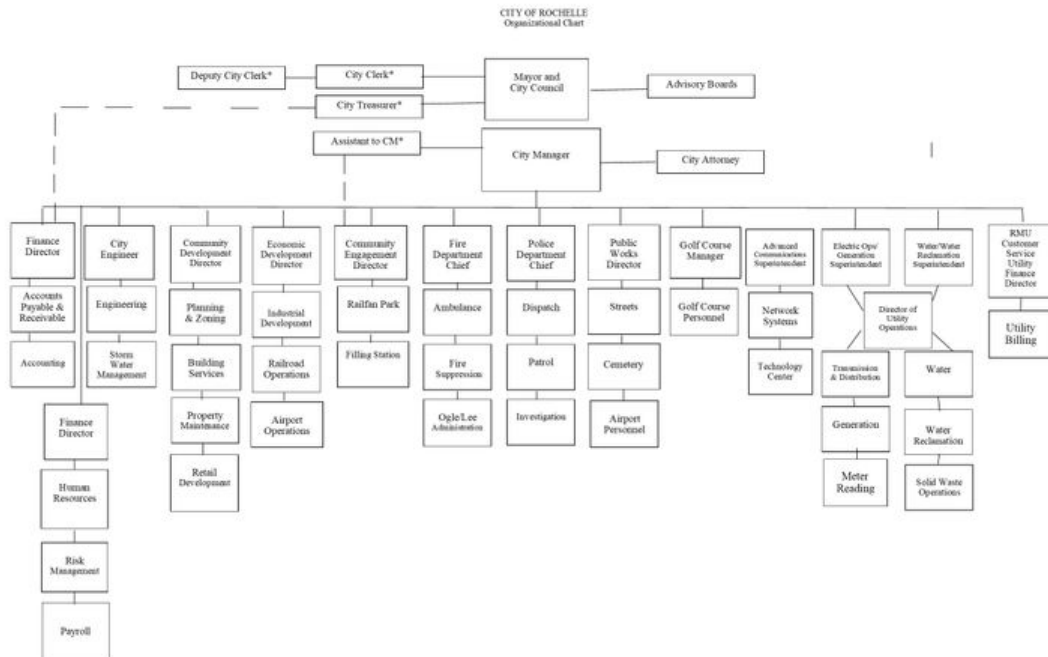 CITY OF ROCHELLE
Organizational Chart
Deputy City Clerk*
City Clerk*
Mayor and
City Council
Advisory Boards
City Treasurer*
Assistant to CM*
City Manager
City Attorney
Finance
Director
City
Engineer
Community
Development
Director
Economic
Development
Director
Community
Engagement
Director
Fire
Department
Chief
Police
Department
Chief
Public
Works
Director
Golf Course
Manager
Advanced
Communications
Superintendent
Electric Ops/
Generation
Superintendent
Water/Water
Reclamation
Superintendent
RMU
Customer
Service
Utility
Finance
Director
Accounts
Payable &
Receivable
Engineering
Planning
& Zoning
Industrial
Development
Railfan Park
Ambulance
Dispatch
Streets
Golf Course
Personnel
Network
Systems
Director of
Utility
Operations
Utility
Billing
Accounting
Storm
Water
Management
Building
Services
Railroad
Operations
Filling Station
Fire
Suppression
Patrol
Cemetery
Technology
Center
Transmission
& Distribution
Water
Finance
Director
Property
Maintenance
Airport
Operations
Ogle/Lee
Administration
Investigation
Airport
Personnel
Generation
Water
Reclamation
Human
Resources
Retail
Development
Meter
Reading
Solid Waste
Operations
Risk
Management
Payroll